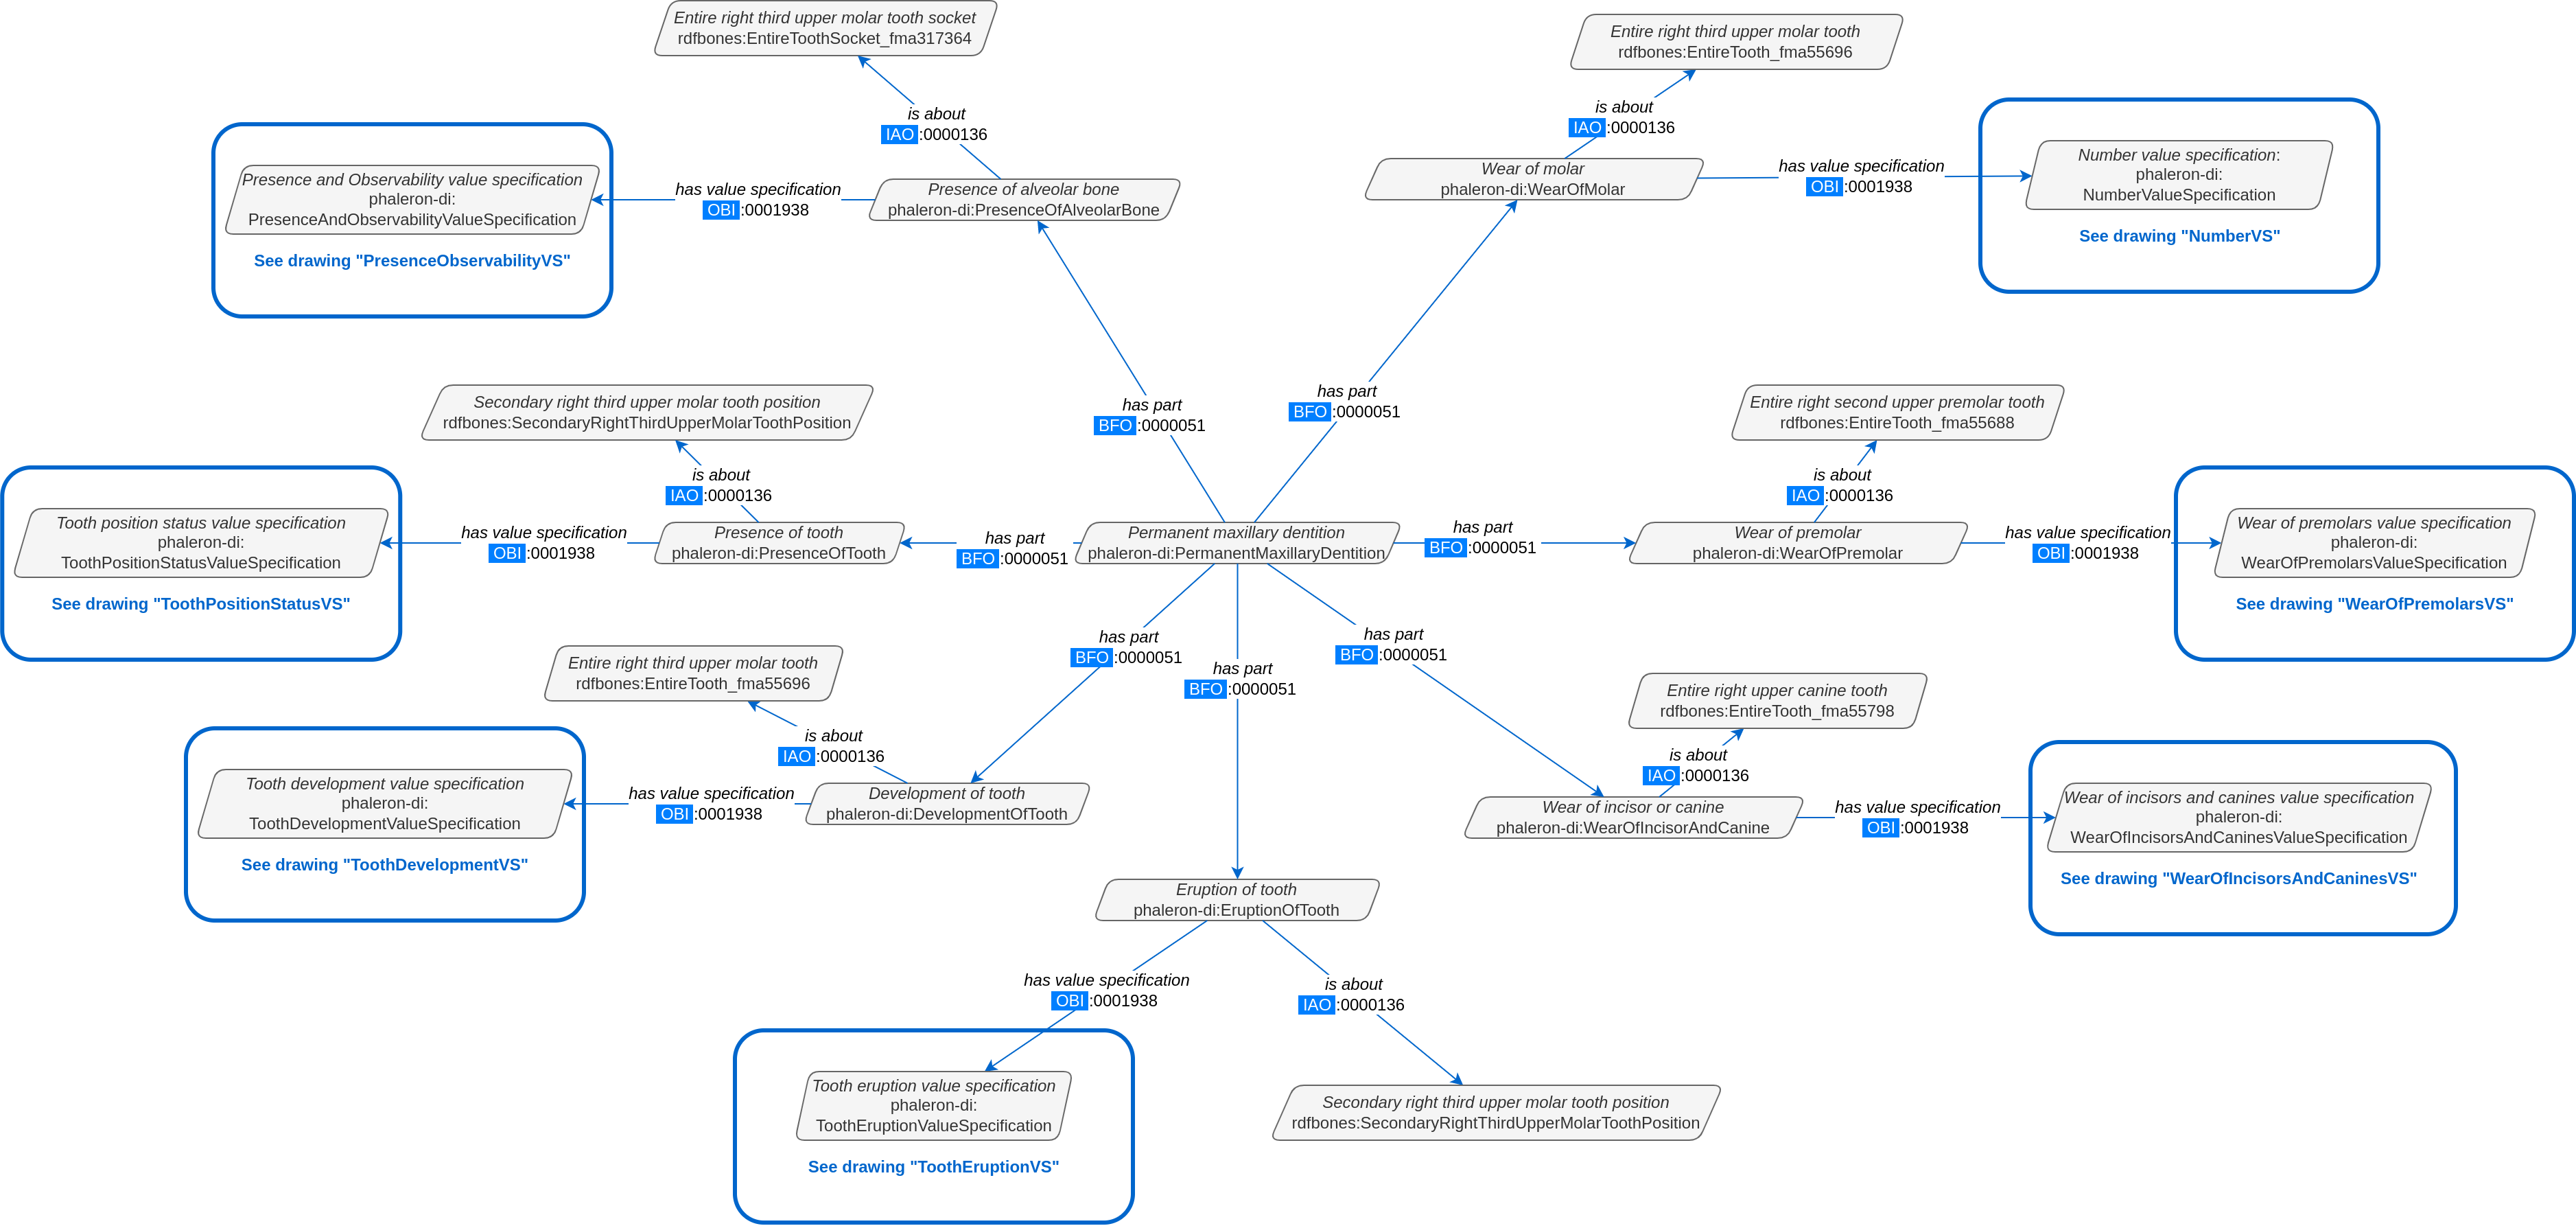 Entire right third upper molar tooth socket
rdfbones:EntireToothSocket_fma317364
Entire right third upper molar tooth
rdfbones:EntireTooth_fma55696
is about
IAO :0000136
is about
IAO :0000136
Presence and Observability value specification
phaleron-di:
PresenceAndObservabilityValueSpecification
See drawing "PresenceObservabilityVS"
has value specification
OBI :0001938
Presence of alveolar bone
phaleron-di:PresenceOfAlveolarBone
Wear of molar
phaleron-di:WearOfMolar
has value specification
OBI :0001938
Number value specification:
phaleron-di:
NumberValueSpecification
See drawing "NumberVS"
has part
BFO :0000051
has part
BFO :0000051
Secondary right third upper molar tooth position
rdfbones:SecondaryRightThirdUpperMolarToothPosition
Entire right second upper premolar tooth
rdfbones:EntireTooth_fma55688
is about
IAO :0000136
is about
IAO :0000136
Tooth position status value specification
phaleron-di:
ToothPositionStatusValueSpecification
See drawing "ToothPositionStatusVS"
has value specification
OBI :0001938
Presence of tooth
phaleron-di:PresenceOfTooth
has part
BFO :0000051
Permanent maxillary dentition
phaleron-di:PermanentMaxillaryDentition
has part
BFO :0000051
Wear of premolar
phaleron-di:WearOfPremolar
has value specification
OBI :0001938
Wear of premolars value specification
phaleron-di:
WearOfPremolarsValueSpecification
See drawing "WearOfPremolarsVS"
has part
BFO :0000051
has part
BFO :0000051
has part
BFO :0000051
Entire right third upper molar tooth
rdfbones:EntireTooth_fma55696
Entire right upper canine tooth
rdfbones:EntireTooth_fma55798
is about
IAO :0000136
is about
IAO :0000136
Tooth development value specification
phaleron-di:
ToothDevelopmentValueSpecification
See drawing "ToothDevelopmentVS"
has value specification
OBI :0001938
Development of tooth
phaleron-di:DevelopmentOfTooth
Wear of incisor or canine
phaleron-di:WearOfIncisorAndCanine
has value specification
OBI :0001938
Wear of incisors and canines value specification
phaleron-di:
WearOfIncisorsAndCaninesValueSpecification
See drawing "WearOfIncisorsAndCaninesVS"
Eruption of tooth
phaleron-di:EruptionOfTooth
has value specification
OBI :0001938
is about
IAO :0000136
Tooth eruption value specification
phaleron-di:
ToothEruptionValueSpecification
See drawing "ToothEruptionVS"
Secondary right third upper molar tooth position
rdfbones:SecondaryRightThirdUpperMolarToothPosition